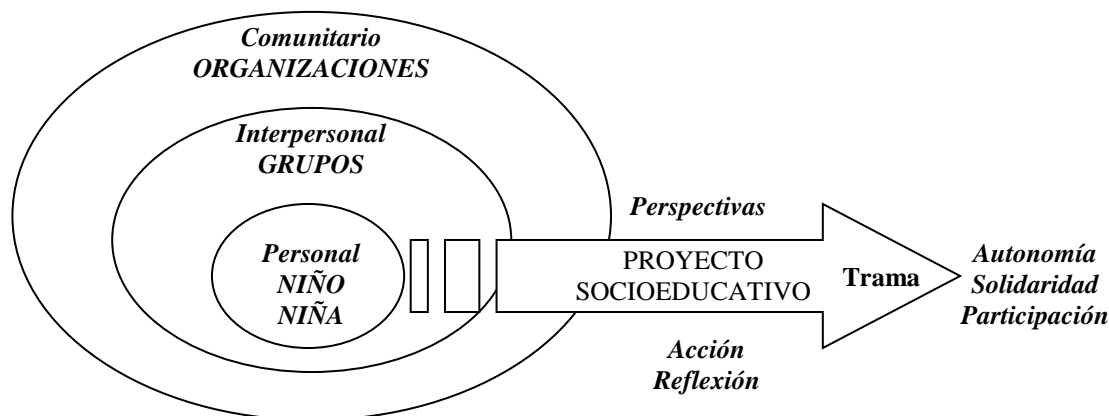 Comunitario
ORGANIZACIONES
Interpersonal
GRUPOS
Personal
NIÑO
NIÑA
Perspectivas
PROYECTO
SOCIOEDUCATIVO
Trama
Acción
Reflexión
Autonomía
Solidaridad
Participación